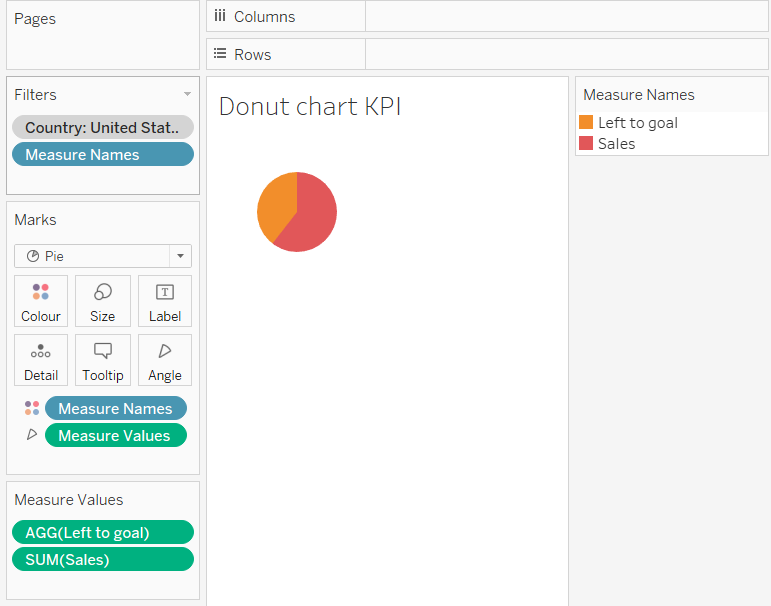 Pages
Columns
Rows
Filters
Country: United Stat..
Measure Names
Marks
Pie
Colour
Size
T
Label
Detail
Tooltip
Angle
Measure Names
Measure Values
Measure Values
AGG(Left to goal)
SUM(Sales)
Donut chart KPI
Measure Names
Left to goal
Sales